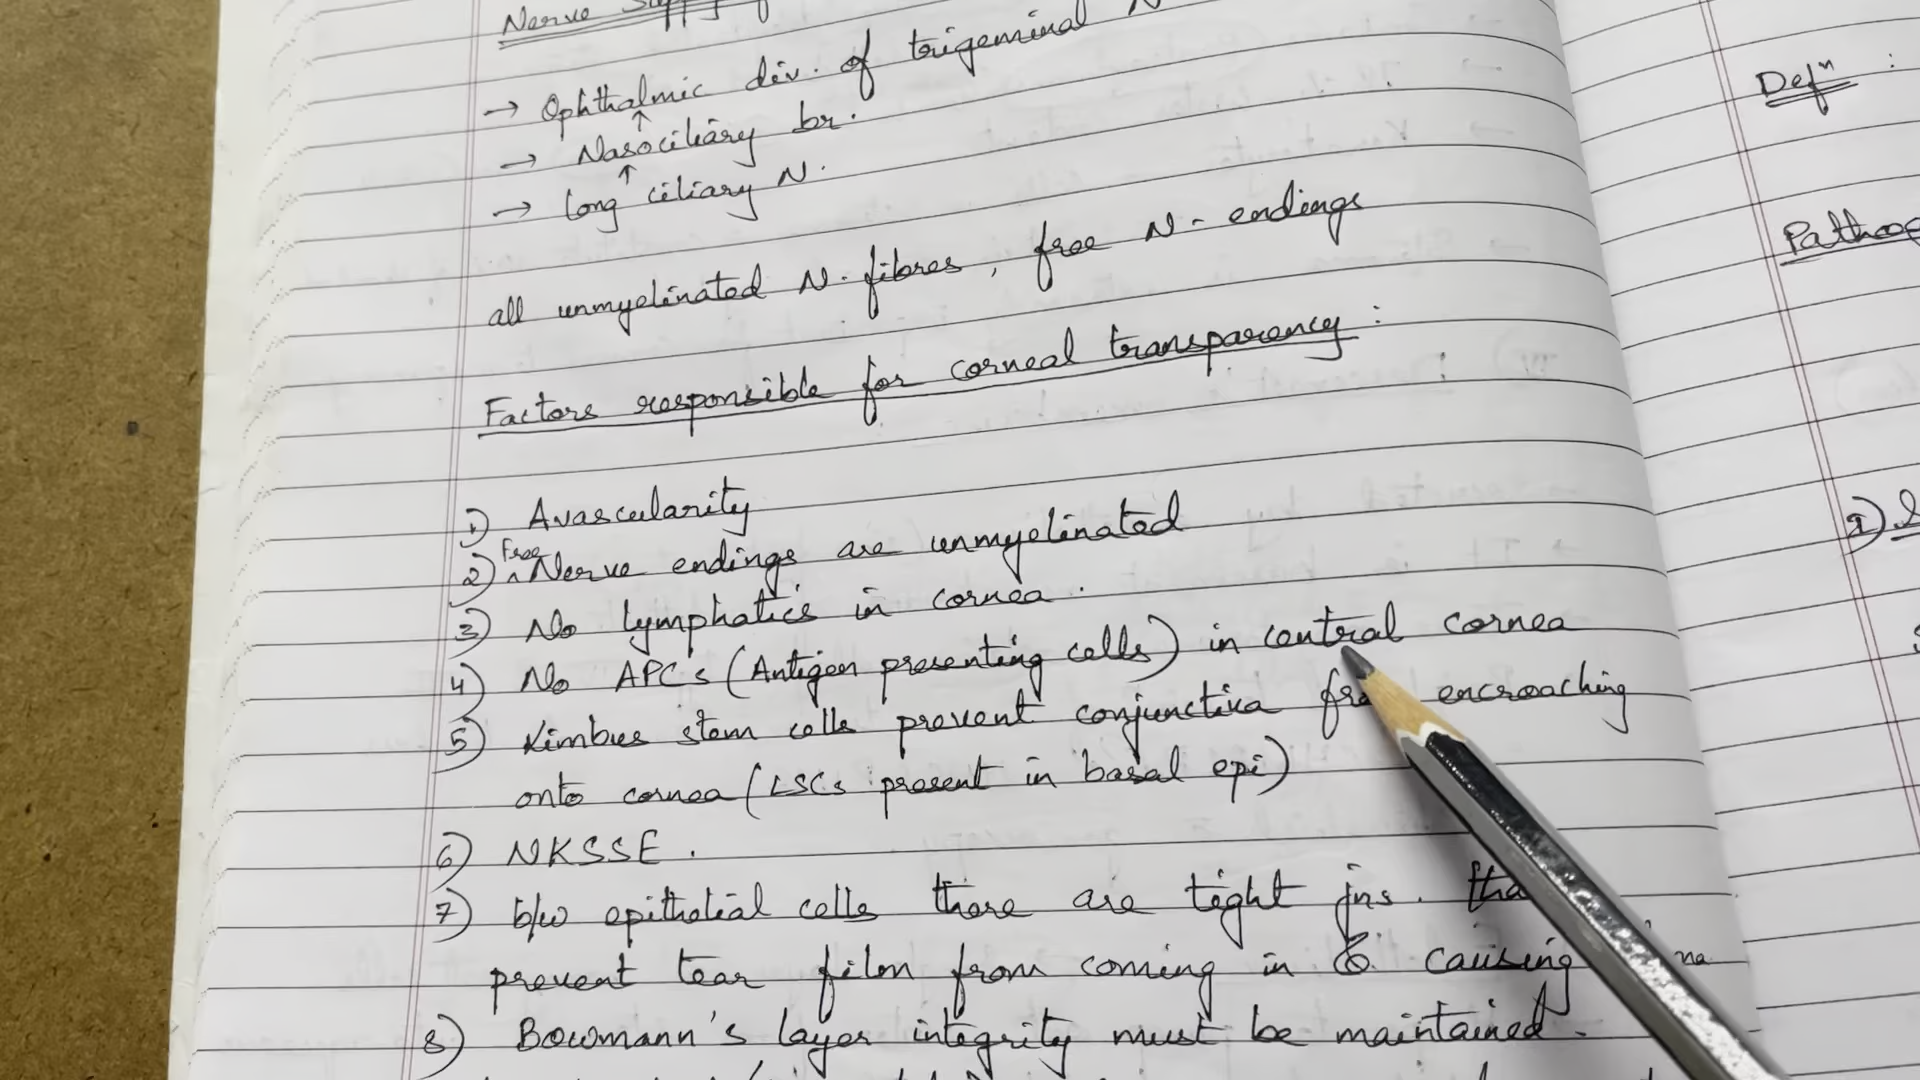 Nerve
→ Ophthalmic div. of trigeminal N
↑
→ Nasociliary br.
↑
→ Long ciliary N.
all unmyelinated N. fibres, free N. endings
Factors responsible for corneal transparency :
1) Avascularity
2) Free ^ Nerve endings are unmyelinated
3) No lymphatics in cornea.
4) No APCs (Antigen presenting cells) in central cornea
5) Limbus stem cells prevent conjunctiva encroaching
onto cornea (LSCs present in basal epi)
6) NKSSE.
7) b/w epithelial cells there are tight jns. tha
prevent tear film from coming in & causing
8) Bowmann's layer integrity must be maintained.
Defⁿ :
Pathog
1)